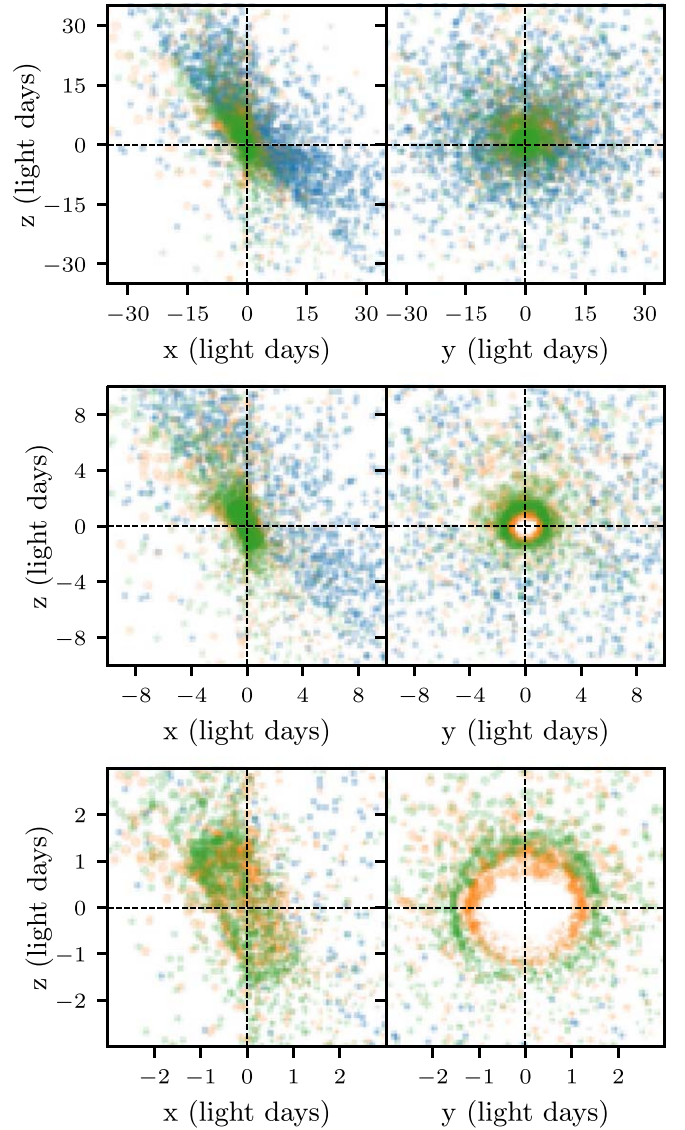 30
15
0
−15
−30
z (light days)
−30 −15 0 15 30 −30 −15 0 15 30
x (light days) y (light days)
8
4
0
−4
−8
z (light days)
−8 −4 0 4 8 −8 −4 0 4 8
x (light days) y (light days)
2
1
0
−1
−2
z (light days)
−2 −1 0 1 2 −2 −1 0 1 2
x (light days) y (light days)